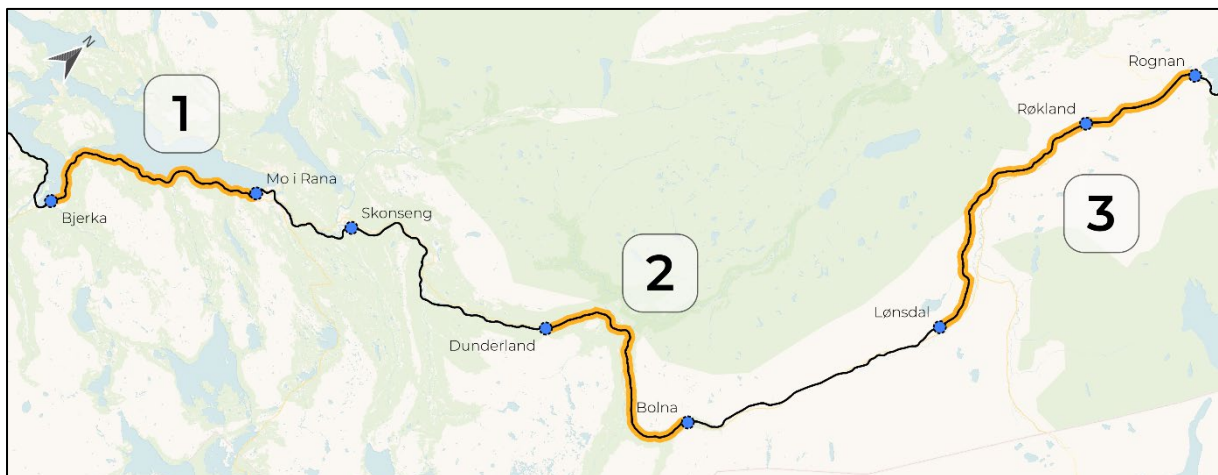 N
1
Bjerka
Mo i Rana
Skonseng
2
Dunderland
Bolna
Lønsdal
3
Røkland
Rognan